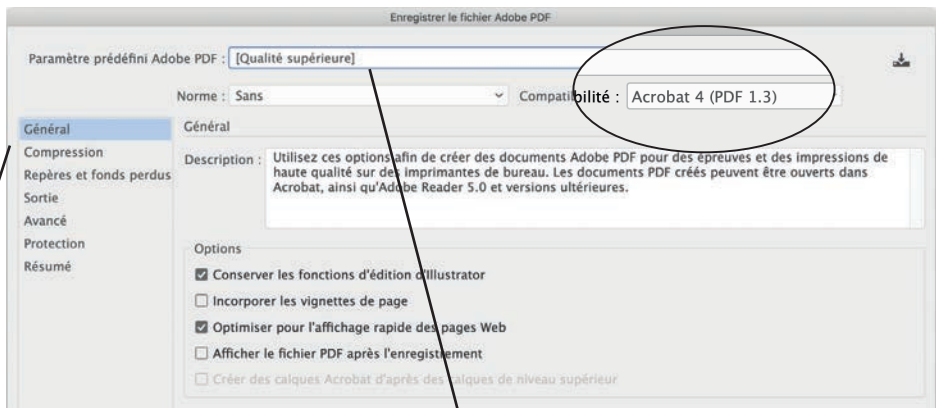 Enregistrer le fichier Adobe PDF
Paramètre prédéfini Adobe PDF : [Qualité supérieure]
Norme : Sans Compatibilité : Acrobat 4 (PDF 1.3)
Général
Compression
Repères et fonds perdus
Sortie
Avancé
Protection
Résumé
Général
Description : Utilisez ces options afin de créer des documents Adobe PDF pour des épreuves et des impressions de
haute qualité sur des imprimantes de bureau. Les documents PDF créés peuvent être ouverts dans
Acrobat, ainsi qu'Adobe Reader 5.0 et versions ultérieures.
Options
Conserver les fonctions d'édition d'Illustrator
Incorporer les vignettes de page
Optimiser pour l'affichage rapide des pages Web
Afficher le fichier PDF après l'enregistrement
Créer des calques Acrobat d'après des calques de niveau supérieur